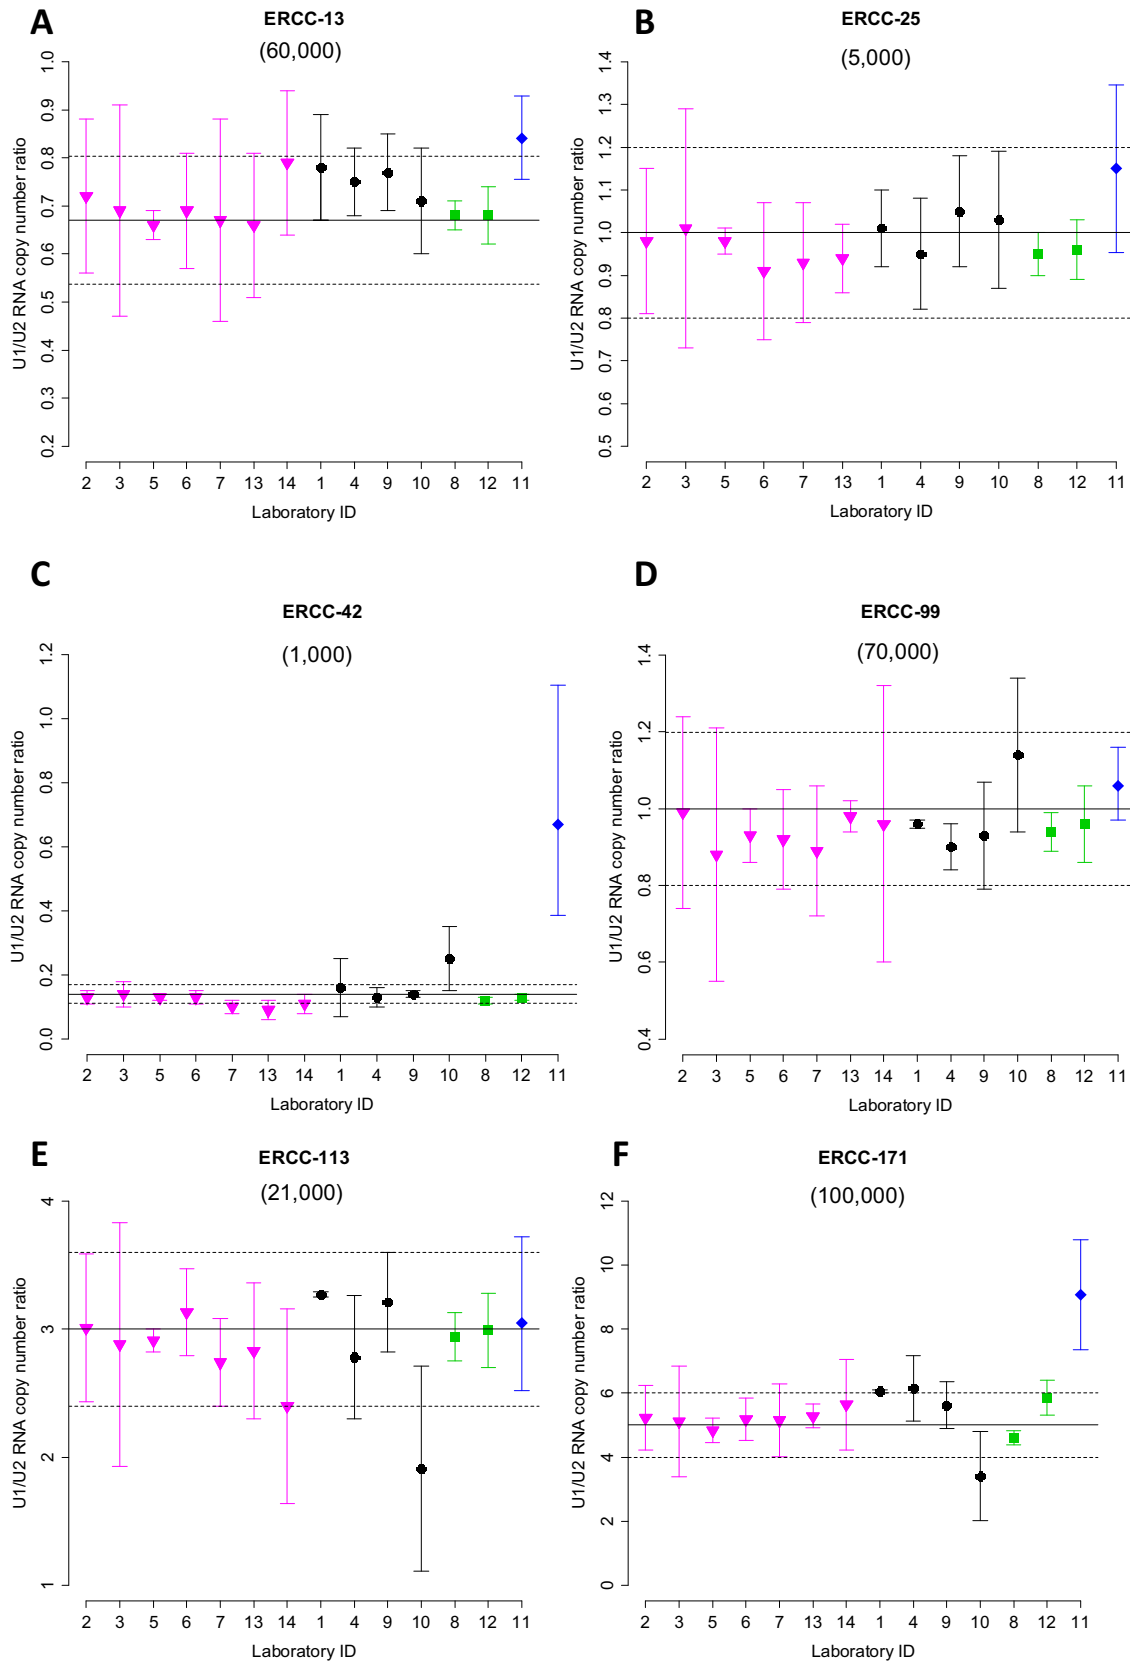 A
ERCC-13
(60,000)
U1/U2 RNA copy number ratio
1.0
0.9
0.8
0.7
0.6
0.5
0.4
0.3
0.2
2 3 5 6 7 13 14 1 4 9 10 8 12 11
Laboratory ID
B
ERCC-25
(5,000)
U1/U2 RNA copy number ratio
1.4
1.3
1.2
1.1
1.0
0.9
0.8
0.7
0.6
0.5
2 3 5 6 7 13 1 4 9 10 8 12 11
Laboratory ID
C
ERCC-42
(1,000)
U1/U2 RNA copy number ratio
1.2
1.0
0.8
0.6
0.4
0.2
0.0
2 3 5 6 7 13 14 1 4 9 10 8 12 11
Laboratory ID
D
ERCC-99
(70,000)
U1/U2 RNA copy number ratio
1.4
1.2
1.0
0.8
0.6
0.4
2 3 5 6 7 13 14 1 4 9 10 8 12 11
Laboratory ID
E
ERCC-113
(21,000)
U1/U2 RNA copy number ratio
4
3
2
1
2 3 5 6 7 13 14 1 4 9 10 8 12 11
Laboratory ID
F
ERCC-171
(100,000)
U1/U2 RNA copy number ratio
12
10
8
6
4
2
0
2 3 5 6 7 13 14 1 4 9 10 8 12 11
Laboratory ID